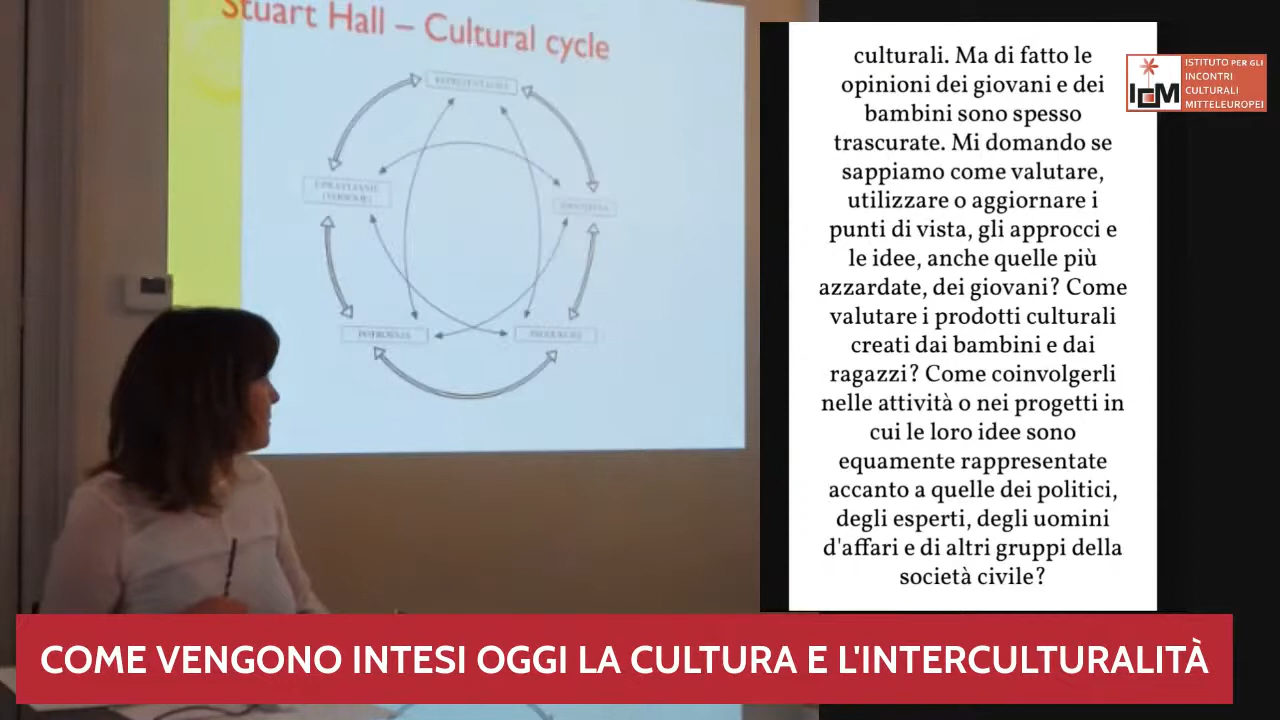 Stuart Hall – Cultural cycle
culturali. Ma di fatto le
opinioni dei giovani e dei
bambini sono spesso
trascurate. Mi domando se
sappiamo come valutare,
utilizzare o aggiornare i
punti di vista, gli approcci e
le idee, anche quelle più
azzardate, dei giovani? Come
valutare i prodotti culturali
creati dai bambini e dai
ragazzi? Come coinvolgerli
nelle attività o nei progetti in
cui le loro idee sono
equamente rappresentate
accanto a quelle dei politici,
degli esperti, degli uomini
d'affari e di altri gruppi della
società civile?
ICM
ISTITUTO PER GLI
INCONTRI
CULTURALI
MITTELEUROPEI
COME VENGONO INTESI OGGI LA CULTURA E L'INTERCULTURALITÀ